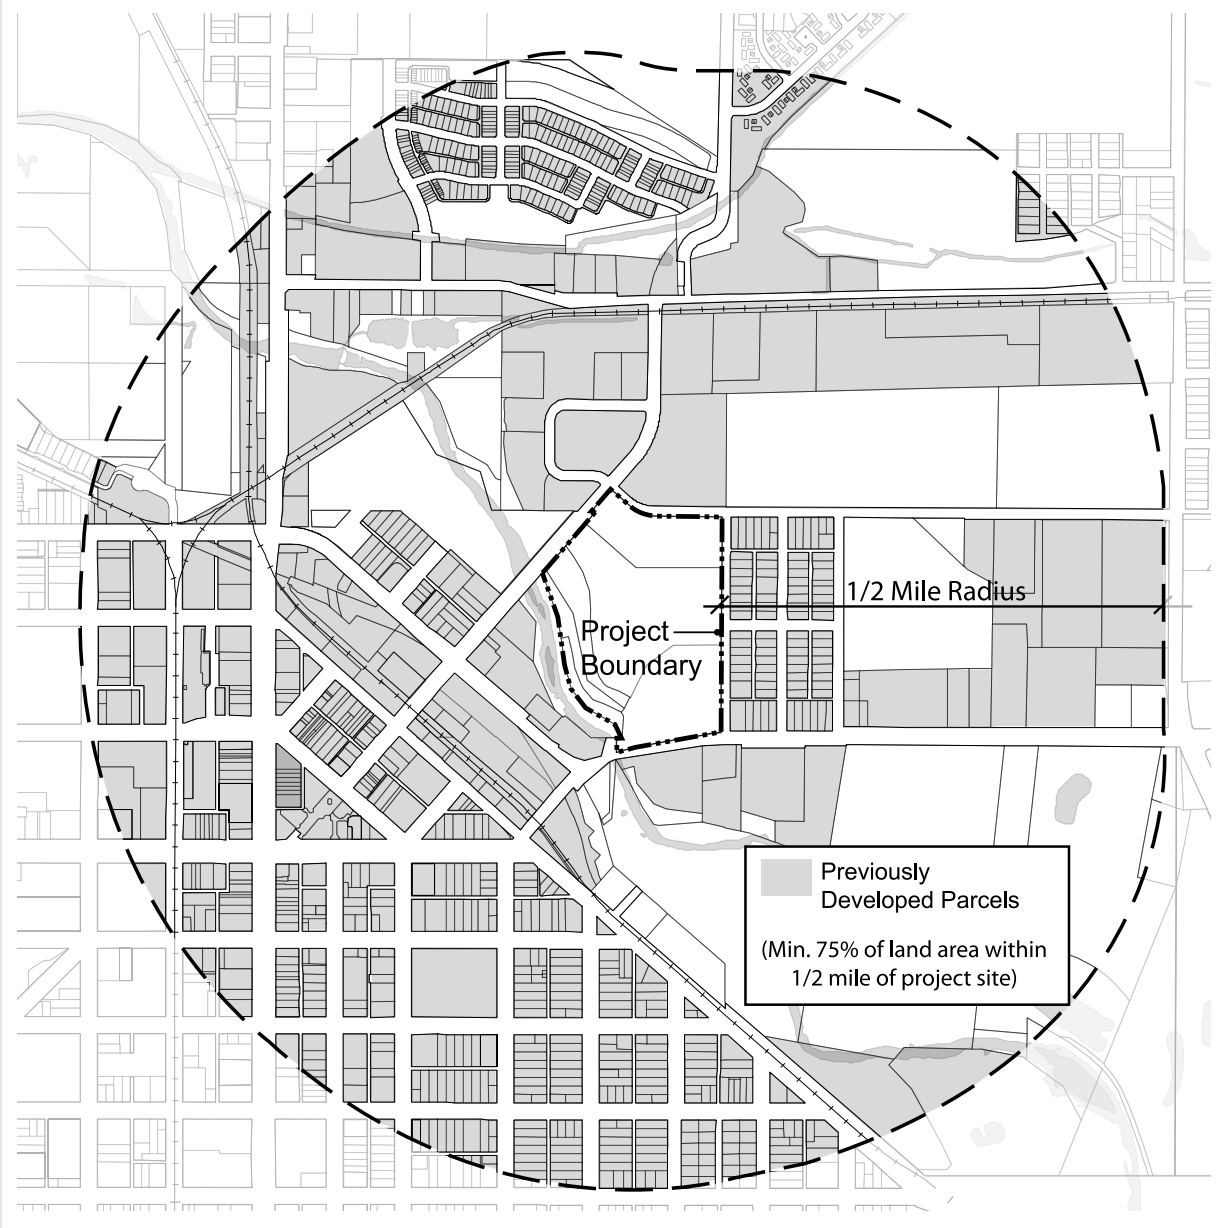 1/2 Mile Radius
Project
Boundary
Previously
Developed Parcels
(Min. 75% of land area within
1/2 mile of project site)